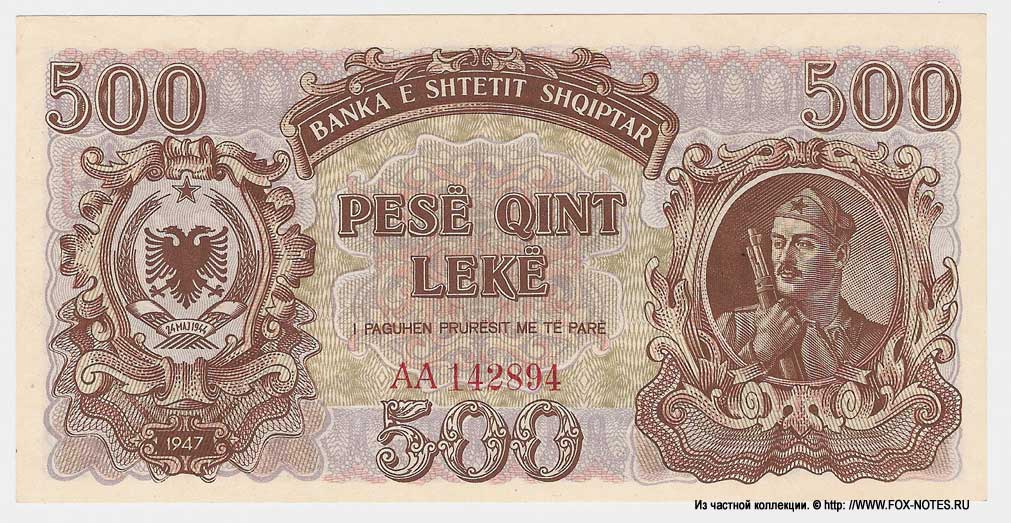 500
BANKA E SHTETIT SHQIPTAR
500
PESË QINT
LEKË
I PAGUHEN PRURËSIT ME TË PARË
24 MAJ 1944
AA 142894
1947
500
Из частной коллекции. © http: //WWW.FOX-NOTES.RU